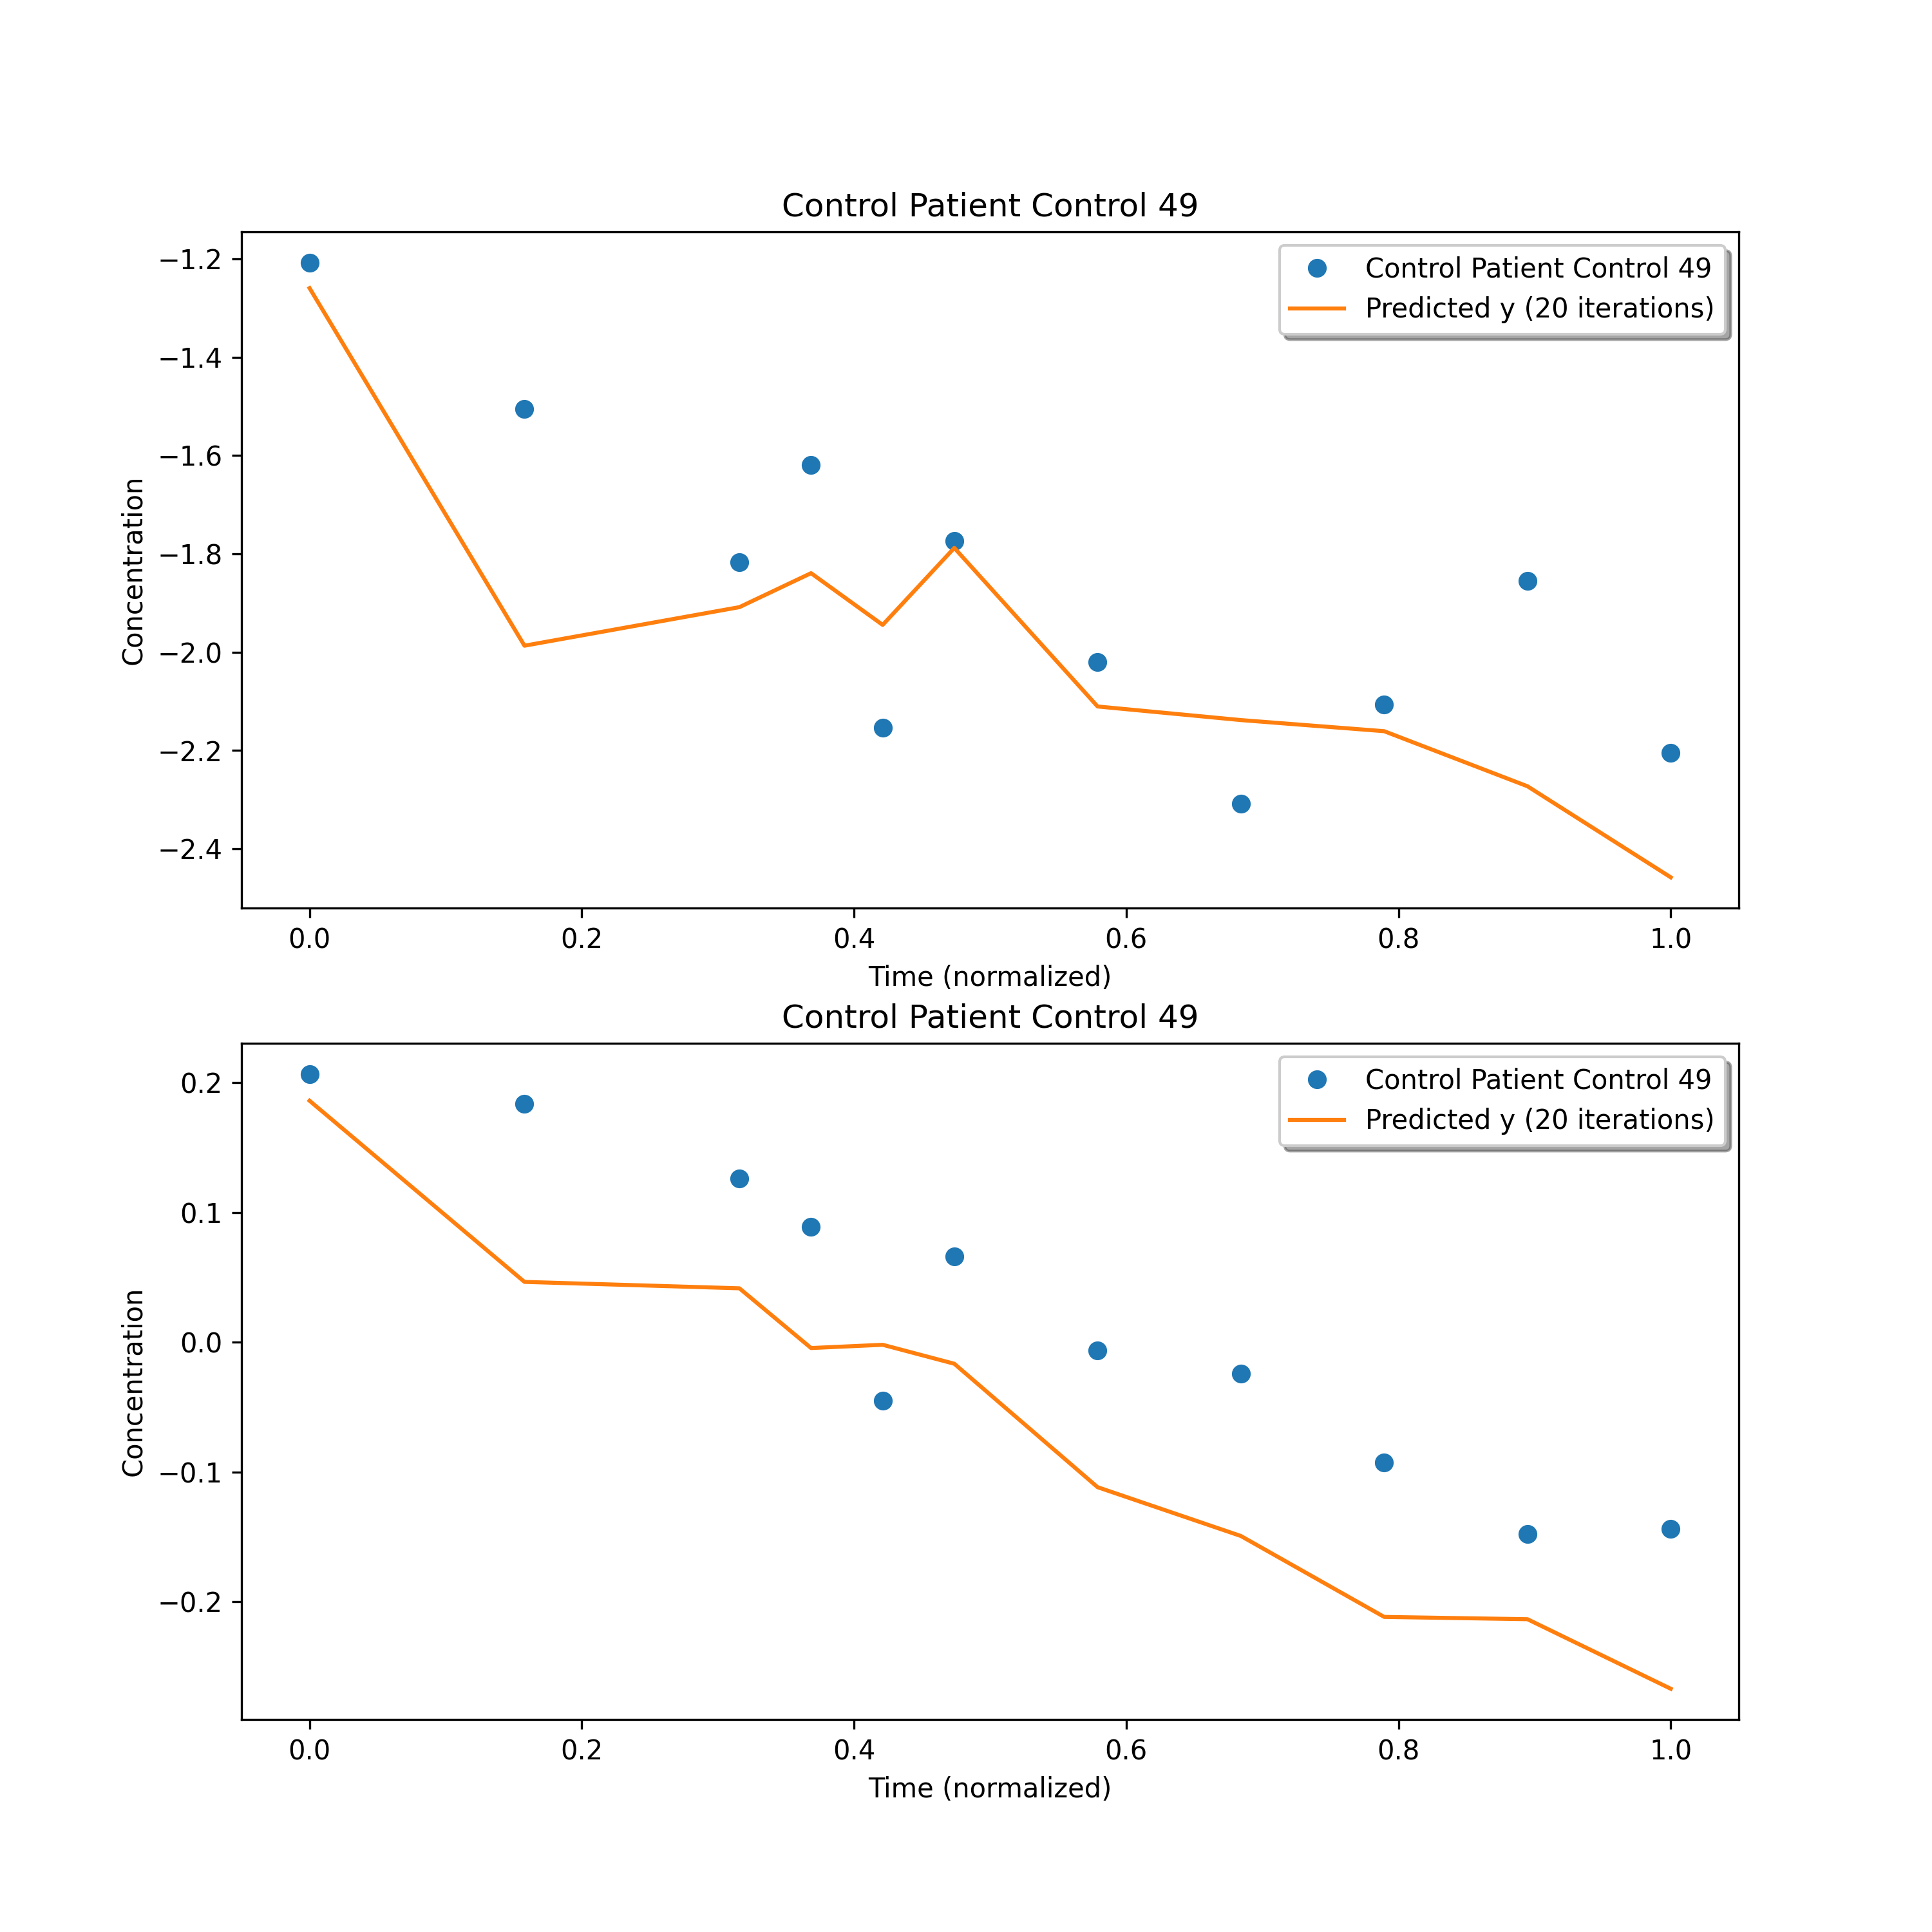 Control Patient Control 49
−1.2
−1.4
−1.6
−1.8
−2.0
−2.2
−2.4
Concentration
Control Patient Control 49
Predicted y (20 iterations)
0.0 0.2 0.4 0.6 0.8 1.0
Time (normalized)
Control Patient Control 49
0.2
0.1
0.0
−0.1
−0.2
Concentration
Control Patient Control 49
Predicted y (20 iterations)
0.0 0.2 0.4 0.6 0.8 1.0
Time (normalized)